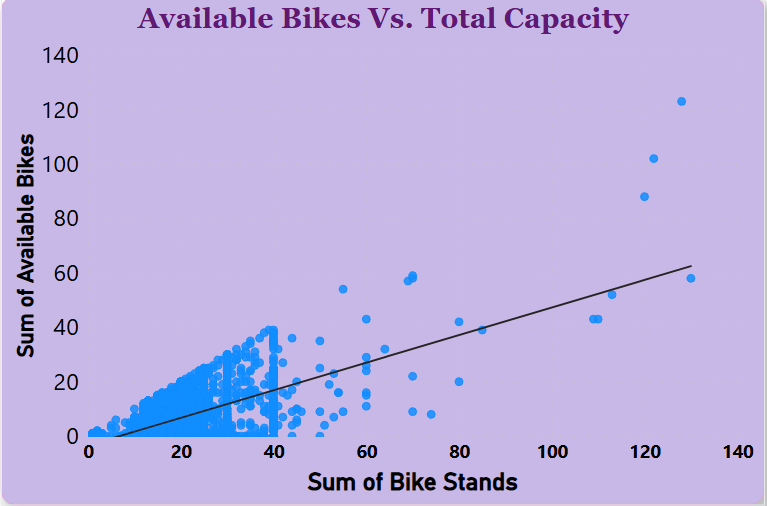 Available Bikes Vs. Total Capacity
140
120
100
80
60
40
20
0
Sum of Available Bikes
0 20 40 60 80 100 120 140
Sum of Bike Stands